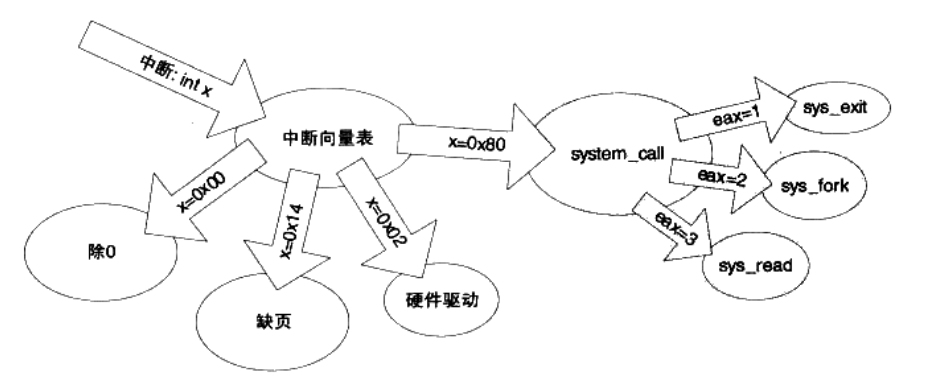 中断: int x
中断向量表
x=0x80
system_call
eax=1
sys_exit
eax=2
sys_fork
eax=3
sys_read
x=0x00
除0
x=0x14
缺页
x=0x02
硬件驱动